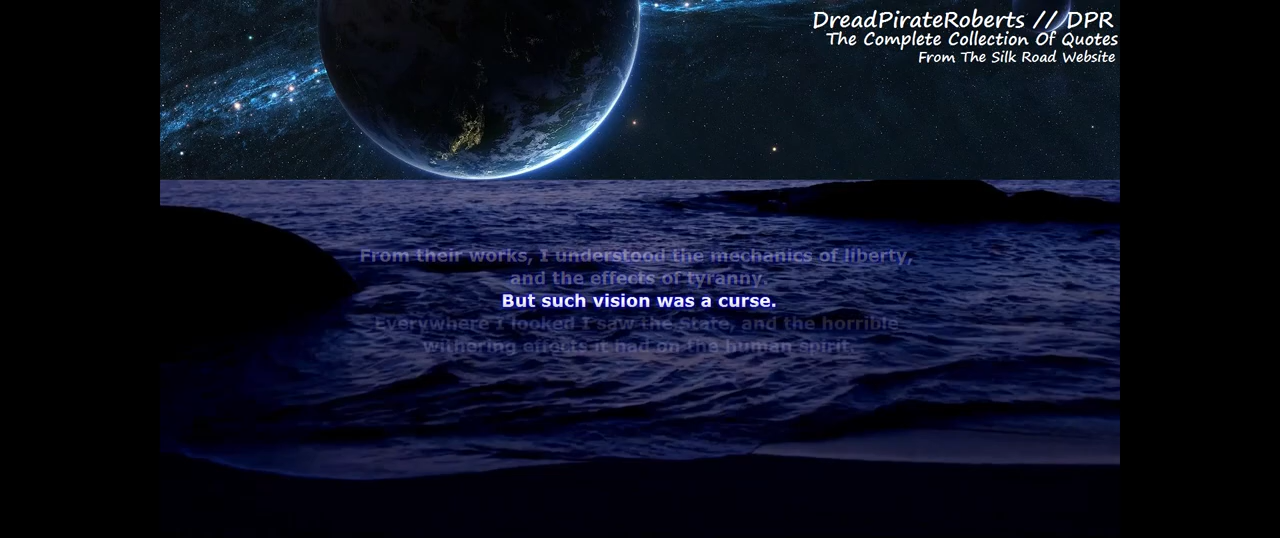 DreadPirateRoberts // DPR
The Complete Collection Of Quotes
From The Silk Road Website
From their works, I understood the mechanics of liberty,
and the effects of tyranny.
But such vision was a curse.
Everywhere I looked I saw the State, and the horrible
withering effects it had on the human spirit.